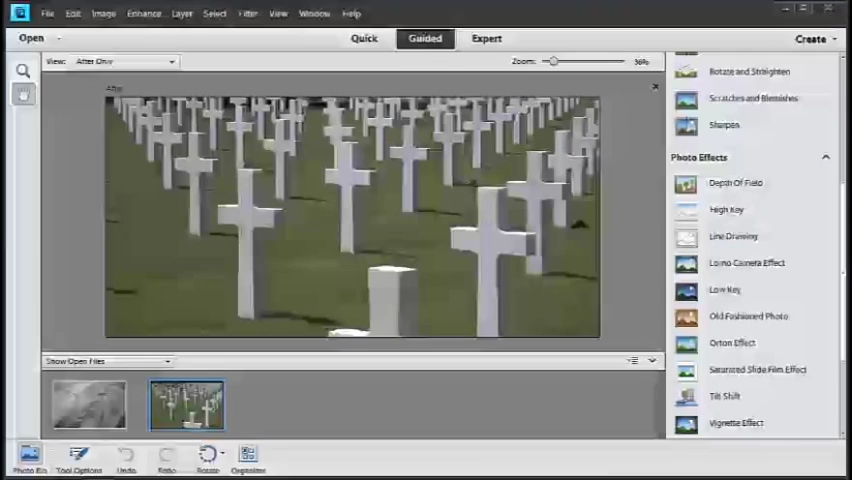 File Edit Image Enhance Layer Select Filter View Window Help
Open Quick Guided Expert Create
View: After Only Zoom: 36%
After
Rotate and Straighten
Scratches and Blemishes
Sharpen
Photo Effects
Depth Of Field
High Key
Line Drawing
Lomo Camera Effect
Low Key
Old Fashioned Photo
Orton Effect
Saturated Slide Film Effect
Tilt Shift
Vignette Effect
Show Open Files
Photo Bin Tool Options Undo Redo Rotate Organizer